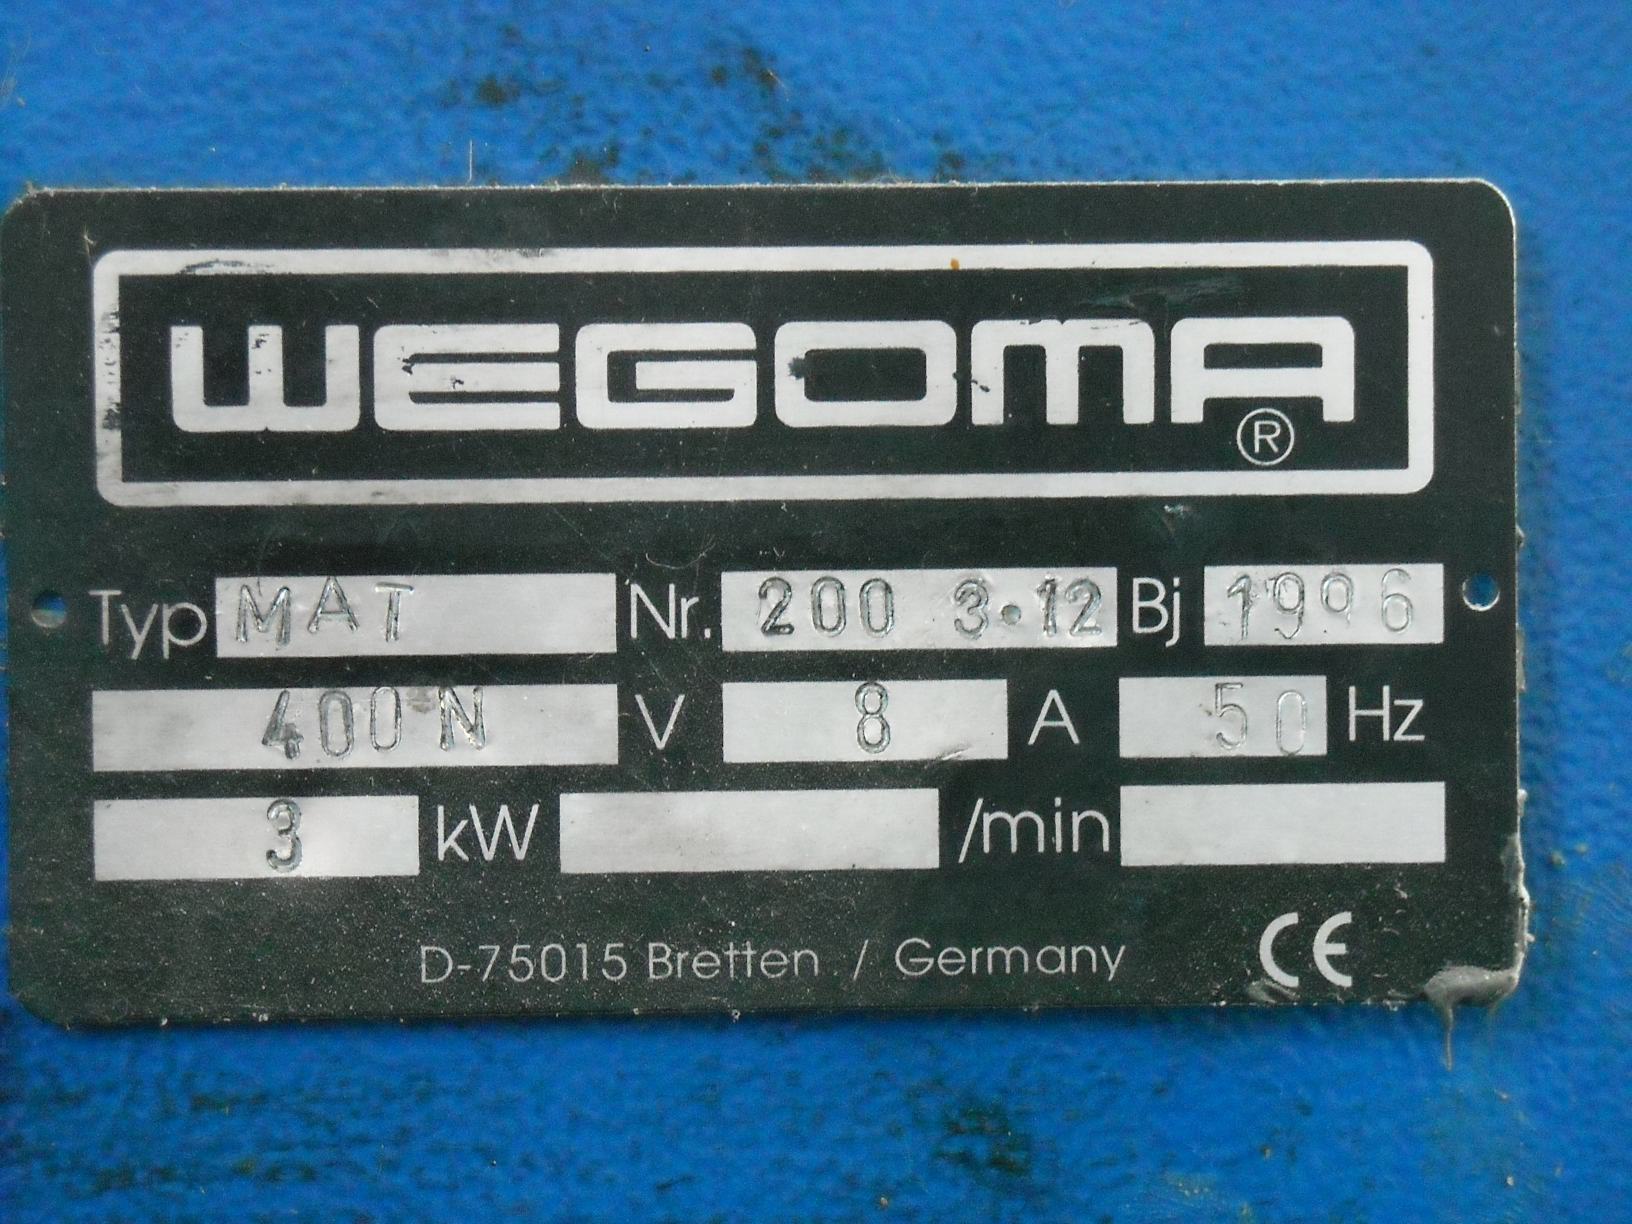 WEGOMA
®
Typ MAT Nr. 200 3·12 Bj 1996
400 N V 8 A 50 Hz
3 kW /min
D-75015 Bretten / Germany CE